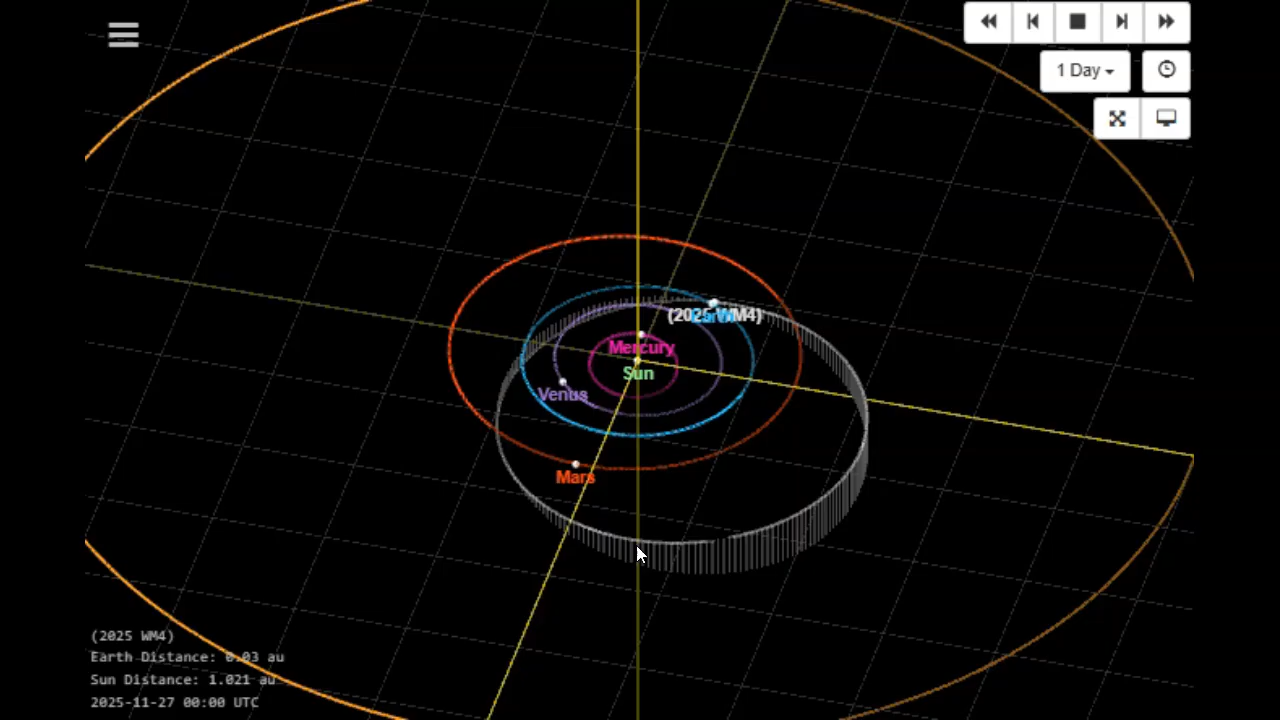 1 Day
(2025 WM4)
Mercury
Sun
Venus
Mars
(2025 WM4)
Earth Distance: 0.03 au
Sun Distance: 1.021 au
2025-11-27 00:00 UTC